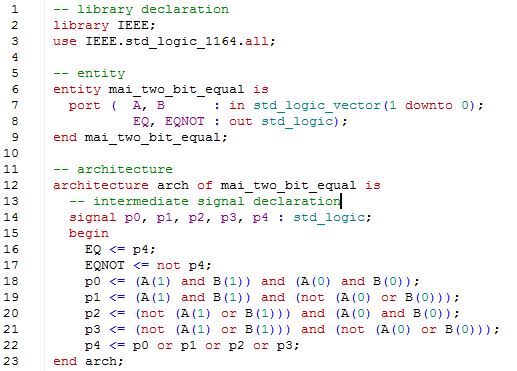 1 -- library declaration
2 library IEEE;
3 use IEEE.std_logic_1164.all;
4
5 -- entity
6 entity mai_two_bit_equal is
7 port ( A, B : in std_logic_vector(1 downto 0);
8 EQ, EQNOT : out std_logic);
9 end mai_two_bit_equal;
10
11 -- architecture
12 architecture arch of mai_two_bit_equal is
13 -- intermediate signal declaration
14 signal p0, p1, p2, p3, p4 : std_logic;
15 begin
16 EQ <= p4;
17 EQNOT <= not p4;
18 p0 <= (A(1) and B(1)) and (A(0) and B(0));
19 p1 <= (A(1) and B(1)) and (not (A(0) or B(0)));
20 p2 <= (not (A(1) or B(1))) and (A(0) and B(0));
21 p3 <= (not (A(1) or B(1))) and (not (A(0) or B(0)));
22 p4 <= p0 or p1 or p2 or p3;
23 end arch;